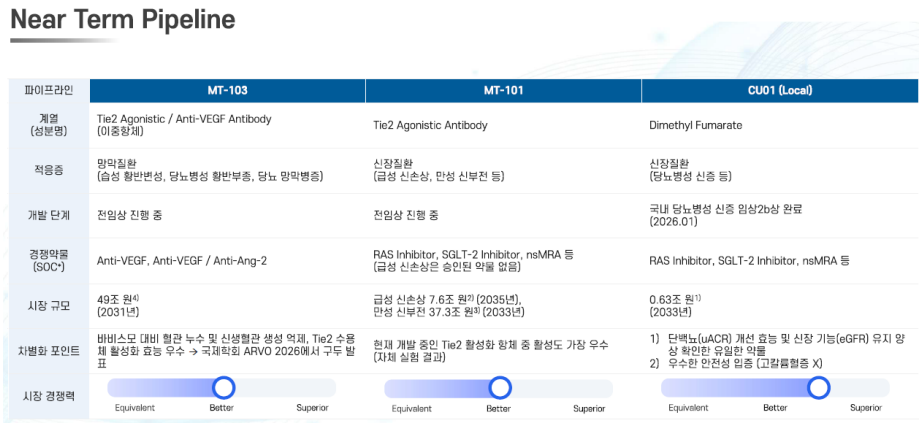 Near Term Pipeline
파이프라인 MT-103 MT-101 CU01 (Local)
계열
(성분명)
Tie2 Agonistic / Anti-VEGF Antibody
(이중항체)
Tie2 Agonistic Antibody
Dimethyl Fumarate
적응증
망막질환
(습성 황반변성, 당뇨병성 황반부종, 당뇨 망막병증)
신장질환
(급성 신손상, 만성 신부전 등)
신장질환
(당뇨병성 신증 등)
개발 단계
전임상 진행 중
전임상 진행 중
국내 당뇨병성 신증 임상2b상 완료
(2026.01)
경쟁약물
(SOC*)
Anti-VEGF, Anti-VEGF / Anti-Ang-2
RAS Inhibitor, SGLT-2 Inhibitor, nsMRA 등
(급성 신손상은 승인된 약물 없음)
RAS Inhibitor, SGLT-2 Inhibitor, nsMRA 등
시장 규모
49조 원4)
(2031년)
급성 신손상 7.6조 원2) (2035년),
만성 신부전 37.3조 원3) (2033년)
0.63조 원1)
(2033년)
차별화 포인트
바비스모 대비 혈관 누수 및 신생혈관 생성 억제, Tie2 수용
체 활성화 효능 우수 → 국제학회 ARVO 2026에서 구두 발
표
현재 개발 중인 Tie2 활성화 항체 중 활성도 가장 우수
(자체 실험 결과)
1) 단백뇨(uACR) 개선 효능 및 신장 기능(eGFR) 유지 양
상 확인한 유일한 약물
2) 우수한 안전성 입증 (고칼륨혈증 X)
시장 경쟁력
Equivalent Better Superior
Equivalent Better Superior
Equivalent Better Superior